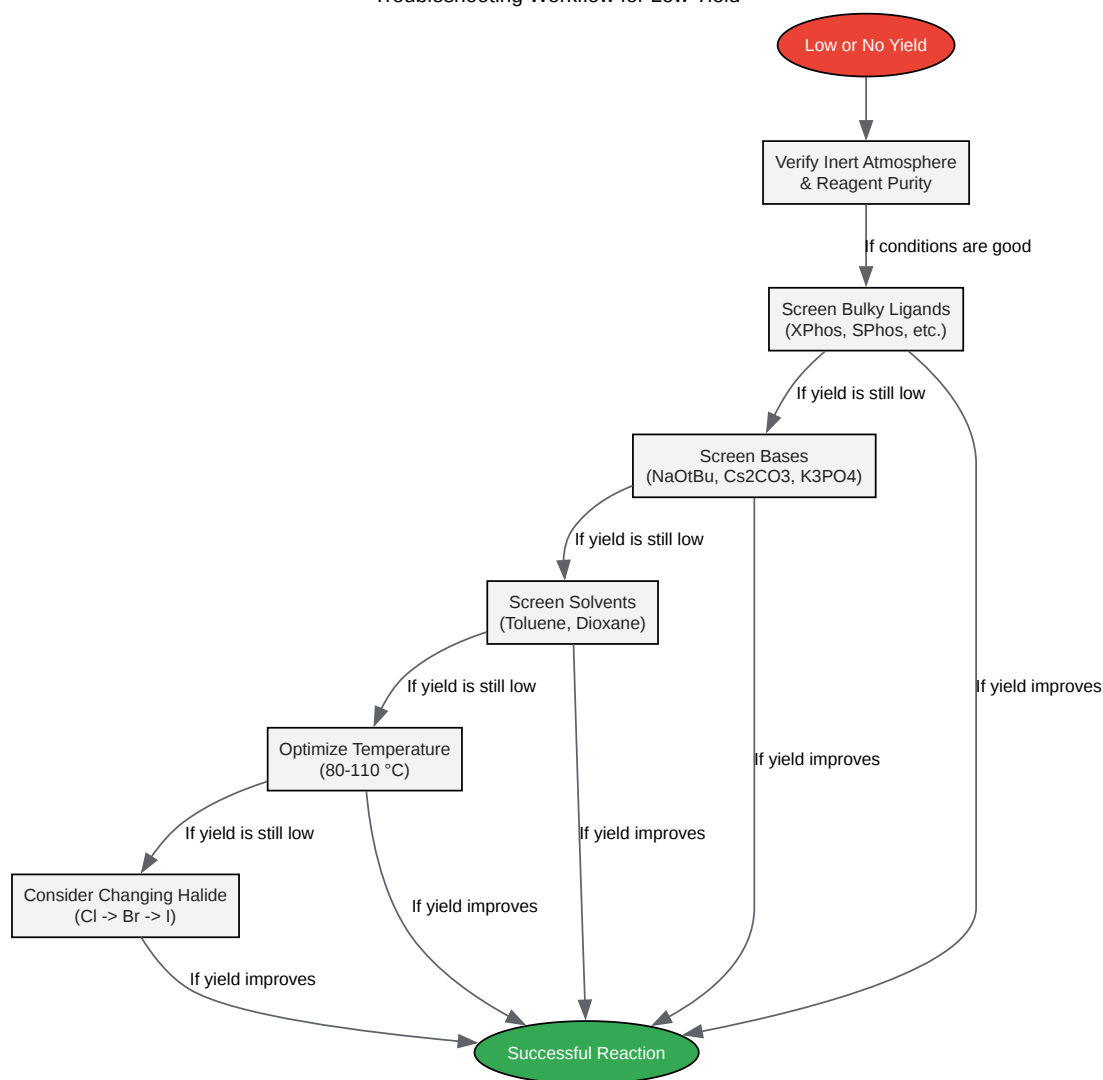 Troubleshooting Workflow for Low Yield
Low or No Yield
Verify Inert Atmosphere
& Reagent Purity
If conditions are good
Screen Bulky Ligands
(XPhos, SPhos, etc.)
If yield is still low
Screen Bases
(NaOtBu, Cs2CO3, K3PO4)
If yield is still low
Screen Solvents
(Toluene, Dioxane)
If yield is still low
If yield improves
Optimize Temperature
(80-110 °C)
If yield improves
If yield is still low
If yield improves
Consider Changing Halide
(Cl -> Br -> I)
If yield improves
If yield improves
Successful Reaction